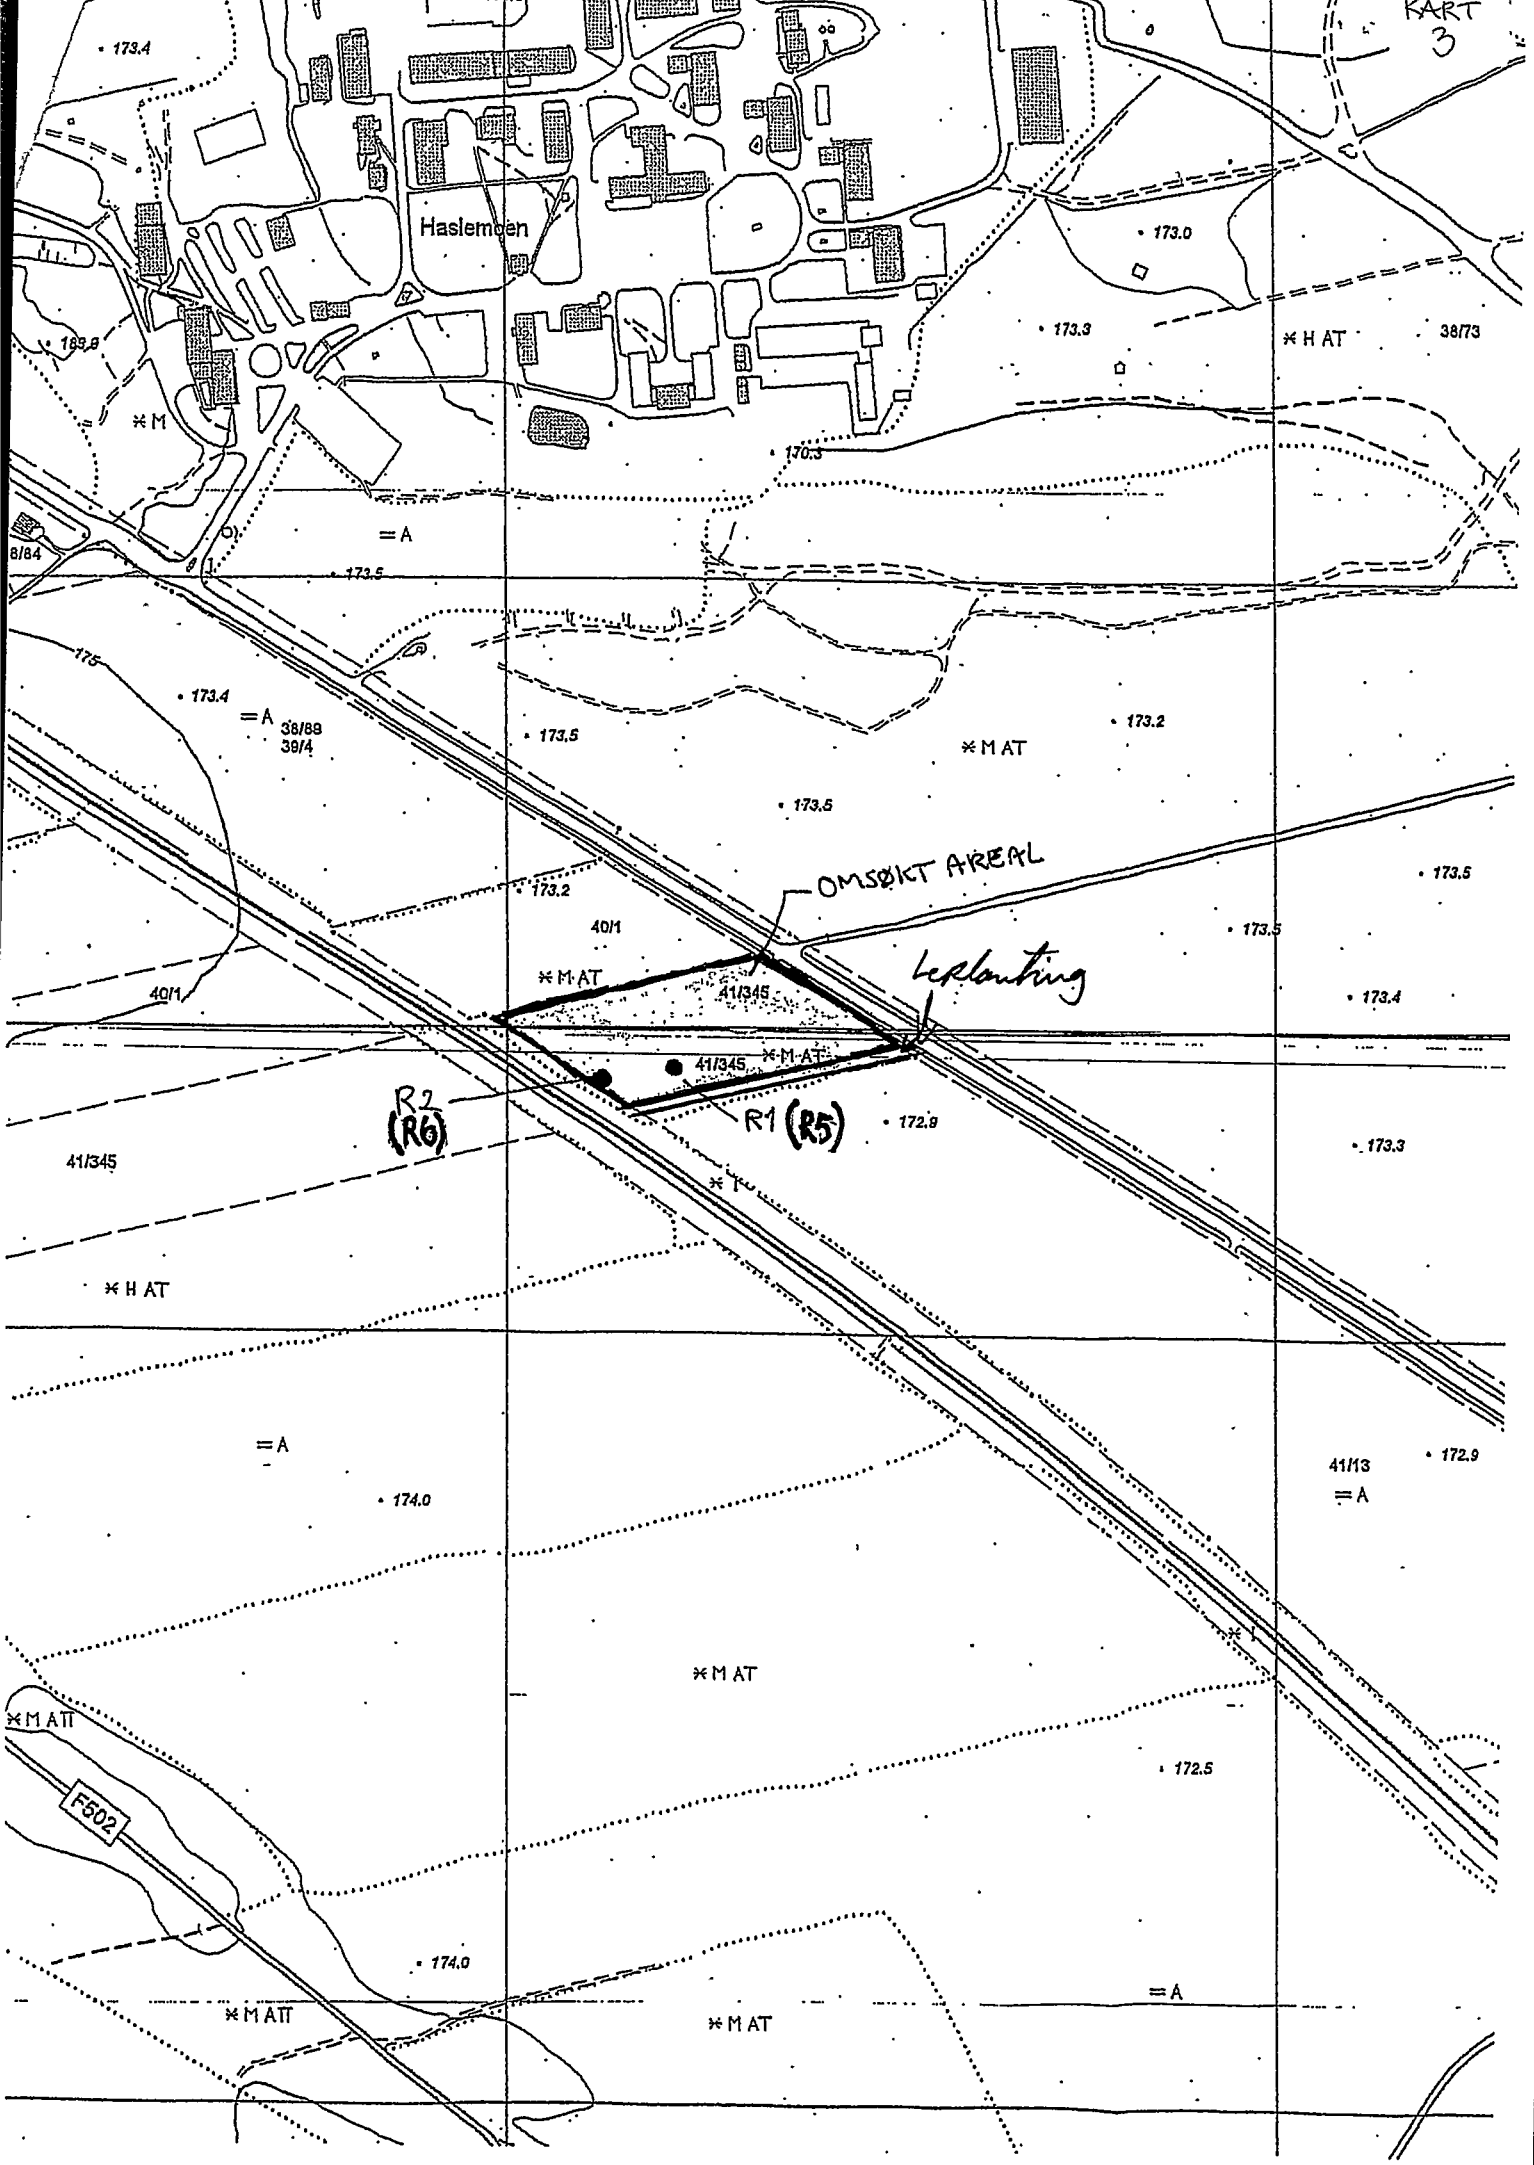 KART
3
173.4
Haslemoen
173.0
173.3
* H AT
38/73
* M
170.3
8/84
= A
173.5
175
173.4
= A
38/89
39/4
173.5
173.2
* M AT
173.5
OMSØKT AREAL
173.2
173.5
40/1
173.5
* M AT
41/345
40/1
173.4
41/345
* M AT
R2
(R6)
R1 (R5)
172.9
173.3
41/345
* I
* H AT
= A
174.0
41/13
172.9
= A
* I
* M AT
* M ATT
172.5
F502
174.0
= A
* M ATT
* M AT